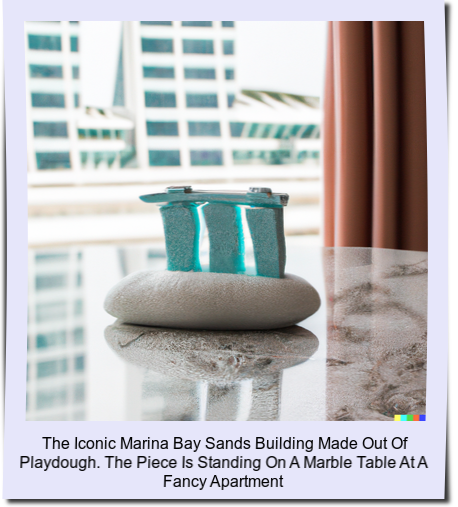 The Iconic Marina Bay Sands Building Made Out Of
Playdough. The Piece Is Standing On A Marble Table At A
Fancy Apartment